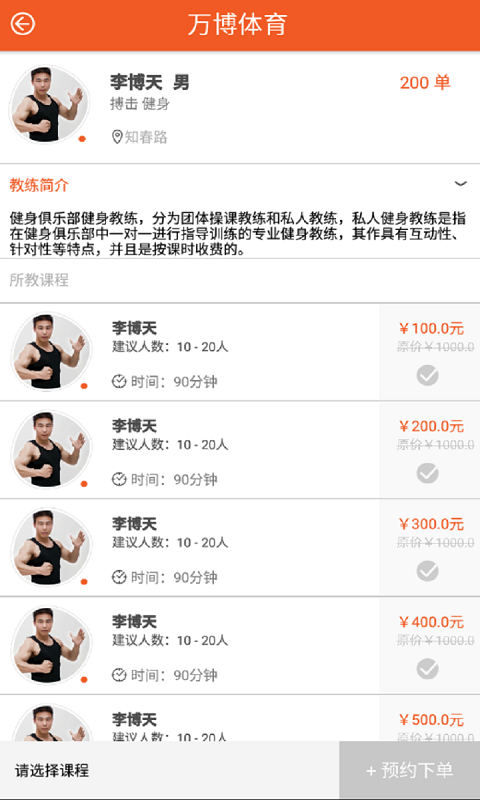 万博体育
李博天 男
200 单
搏击 健身
知春路
教练简介
健身俱乐部健身教练，分为团体操课教练和私人教练，私人健身教练是指
在健身俱乐部中一对一进行指导训练的专业健身教练，其作具有互动性、
针对性等特点，并且是按课时收费的。
所教课程
李博天
￥100.0元
建议人数：10 - 20人
原价￥1000.0
时间：90分钟
李博天
￥200.0元
建议人数：10 - 20人
原价￥1000.0
时间：90分钟
李博天
￥300.0元
建议人数：10 - 20人
原价￥1000.0
时间：90分钟
李博天
￥400.0元
建议人数：10 - 20人
原价￥1000.0
时间：90分钟
李博天
￥500.0元
建议人数：10 - 20人
原价￥1000.0
请选择课程
+ 预约下单